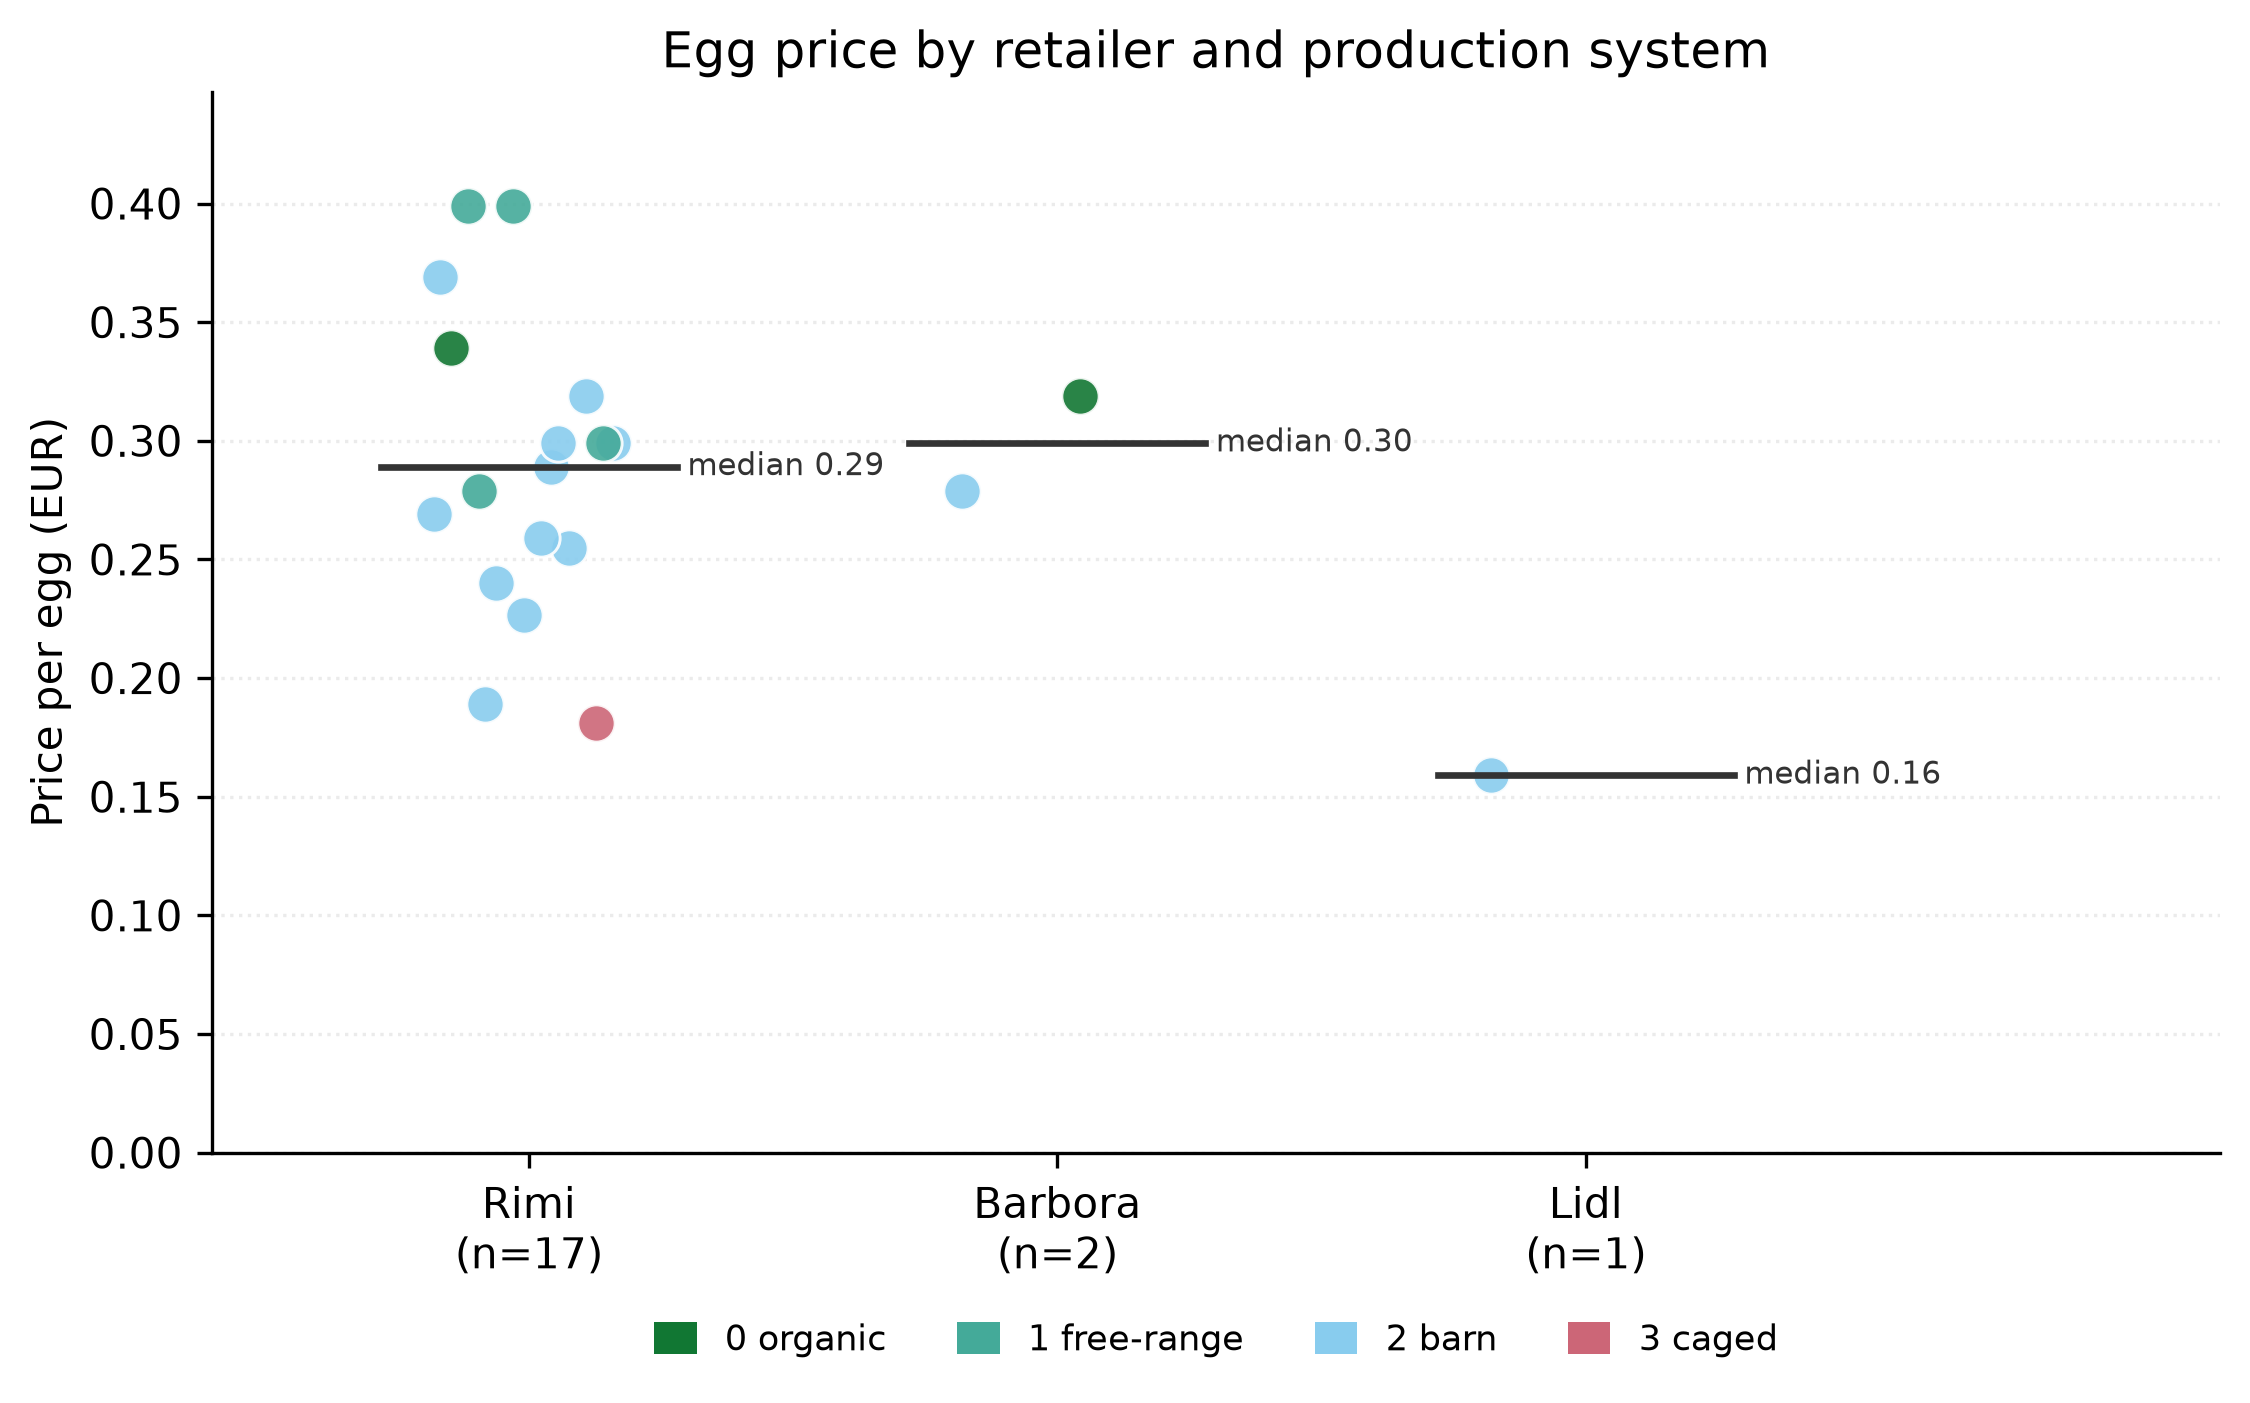 Egg price by retailer and production system
Price per egg (EUR)
0.40
0.35
0.30
0.25
0.20
0.15
0.10
0.05
0.00
median 0.29
median 0.30
median 0.16
Rimi
(n=17)
Barbora
(n=2)
Lidl
(n=1)
0 organic
1 free-range
2 barn
3 caged